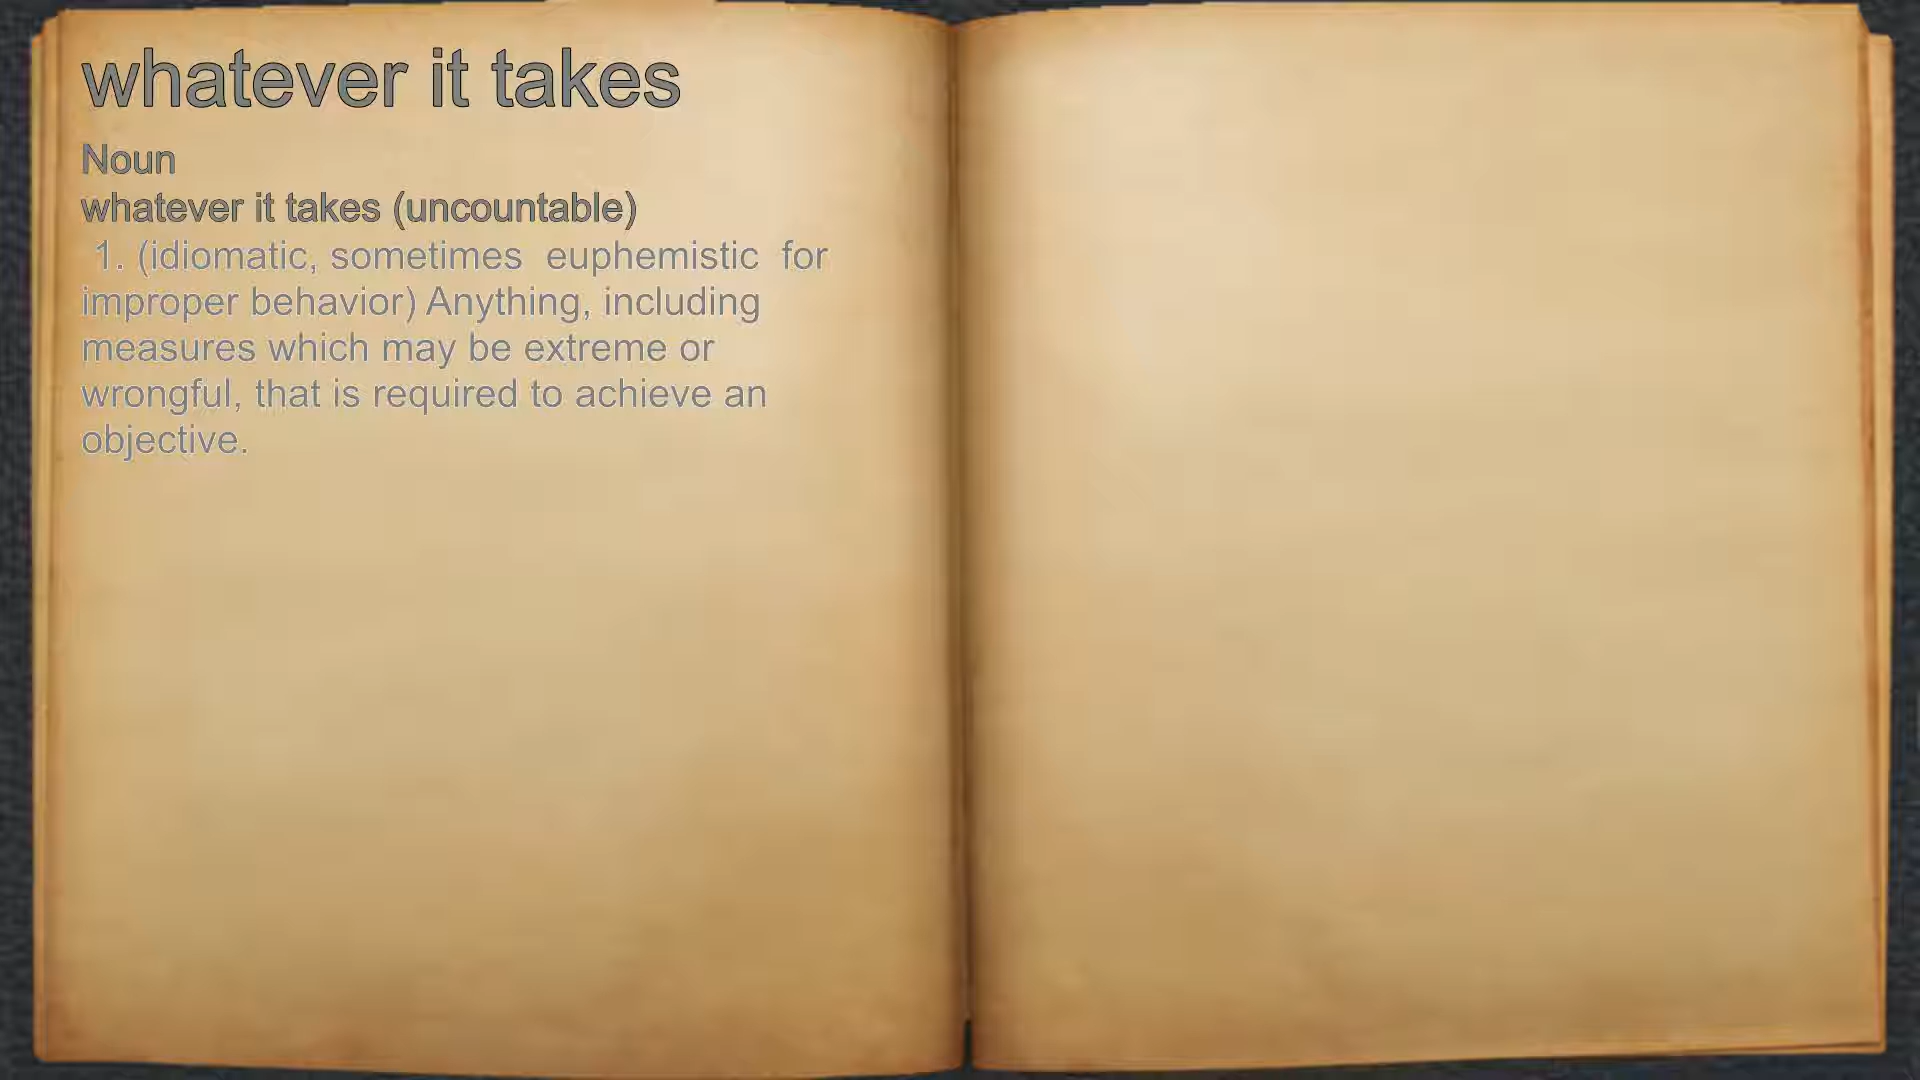 whatever it takes
Noun
whatever it takes (uncountable)
1. (idiomatic, sometimes euphemistic for
improper behavior) Anything, including
measures which may be extreme or
wrongful, that is required to achieve an
objective.